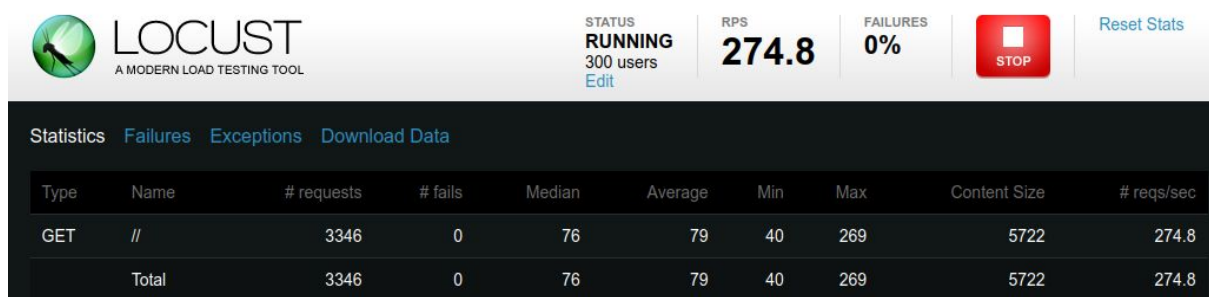 LOCUST
A MODERN LOAD TESTING TOOL
STATUS
RUNNING
300 users
Edit
RPS
274.8
FAILURES
0%
STOP
Reset Stats
Statistics Failures Exceptions Download Data
Type Name # requests # fails Median Average Min Max Content Size # reqs/sec
GET // 3346 0 76 79 40 269 5722 274.8
Total 3346 0 76 79 40 269 5722 274.8